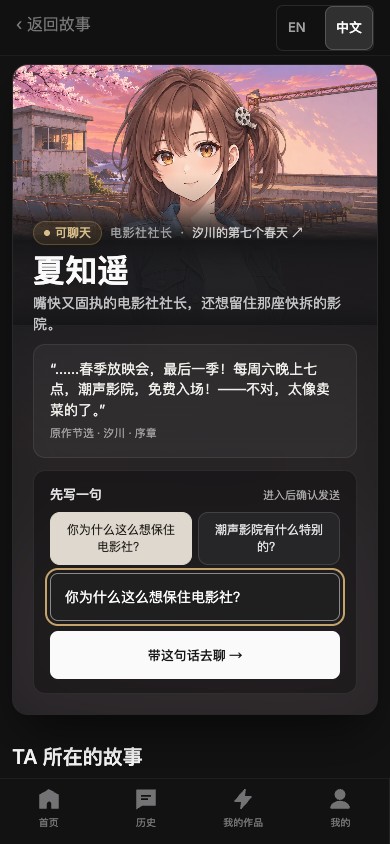 ‹ 返回故事
EN 中文
可聊天 电影社社长 · 汐川的第七个春天 ↗
夏知遥
嘴快又固执的电影社社长，还想留住那座快拆的影
院。
“……春季放映会，最后一季！每周六晚上七
点，潮声影院，免费入场！——不对，太像卖
菜的了。”
原作节选 · 汐川 · 序章
先写一句 进入后确认发送
你为什么这么想保住
电影社？
潮声影院有什么特别
的？
你为什么这么想保住电影社？
带这句话去聊 →
TA 所在的故事
首页 历史 我的作品 我的